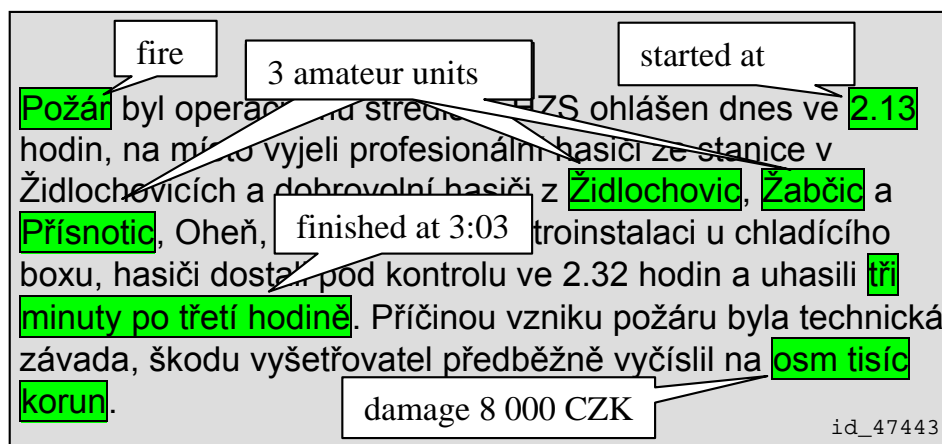 fire
3 amateur units
started at
Požár byl ohlášen dnes ve 2.13
hodin, na místo vyjeli profesionální hasiči ze stanice v
Židlochovicích a dobrovolní hasiči z Židlochovic, Žabčic a
Přísnotic, Oheň, troinstalaci u chladícího
finished at 3:03
boxu, hasiči dostali pod kontrolu ve 2.32 hodin a uhasili tři
minuty po třetí hodině. Příčinou vzniku požáru byla technická
závada, škodu vyšetřovatel předběžně vyčíslil na osm tisíc
korun.
damage 8 000 CZK
id_47443